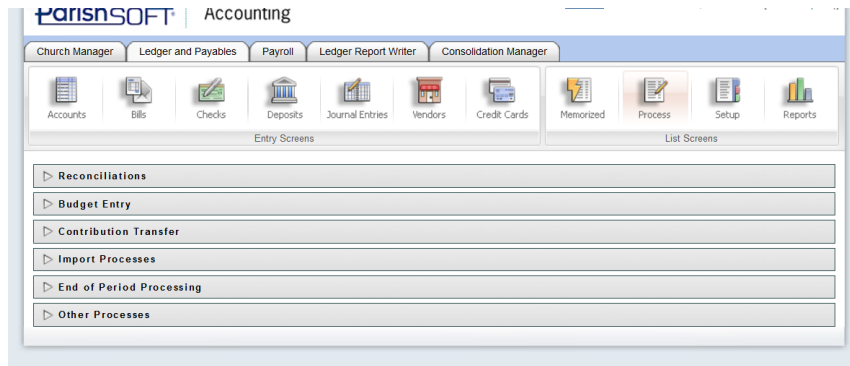 ParishSOFT Accounting
Church Manager Ledger and Payables Payroll Ledger Report Writer Consolidation Manager
Accounts Bills Checks Deposits Journal Entries Vendors Credit Cards Memorized Process Setup Reports
Entry Screens List Screens
Reconciliations
Budget Entry
Contribution Transfer
Import Processes
End of Period Processing
Other Processes